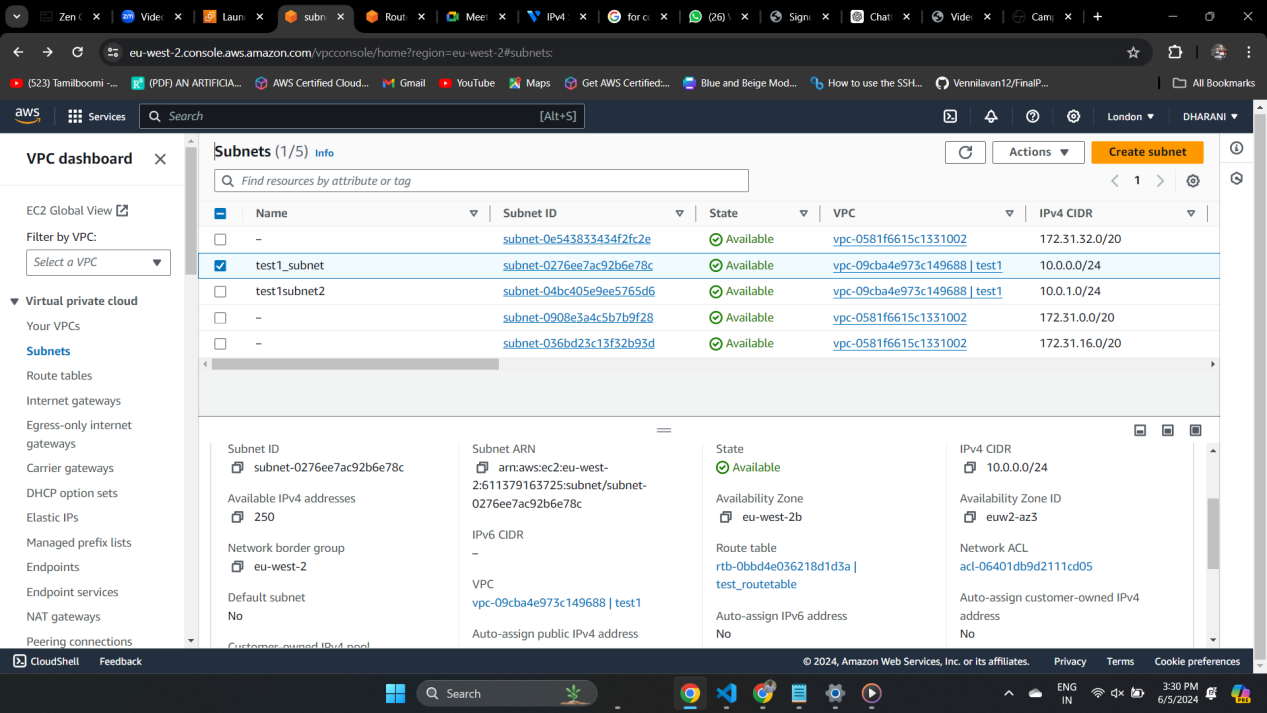 Zen C
Video
Laun
subn
Rout
Meet
IPv4
for co
(26) V
Signu
Chatl
Video
Camp
eu-west-2.console.aws.amazon.com/vpcconsole/home?region=eu-west-2#subnets:
(523) Tamilboomi -...
(PDF) AN ARTIFICIA...
AWS Certified Cloud...
Gmail
YouTube
Maps
Get AWS Certified:...
Blue and Beige Mod...
How to use the SSH...
Vennilavan12/FinalP...
All Bookmarks
aws
Services
Search
[Alt+S]
London
DHARANI
VPC dashboard
EC2 Global View
Filter by VPC:
Select a VPC
Virtual private cloud
Your VPCs
Subnets
Route tables
Internet gateways
Egress-only internet
gateways
Carrier gateways
DHCP option sets
Elastic IPs
Managed prefix lists
Endpoints
Endpoint services
NAT gateways
Peering connections
Subnets (1/5) Info
Actions
Create subnet
Find resources by attribute or tag
1
Name Subnet ID State VPC IPv4 CIDR
– subnet-0e543833434f2fc2e Available vpc-0581f6615c1331002 172.31.32.0/20
test1_subnet subnet-0276ee7ac92b6e78c Available vpc-09cba4e973c149688 | test1 10.0.0.0/24
test1subnet2 subnet-04bc405e9ee5765d6 Available vpc-09cba4e973c149688 | test1 10.0.1.0/24
– subnet-0908e3a4c5b7b9f28 Available vpc-0581f6615c1331002 172.31.0.0/20
– subnet-036bd23c13f32b93d Available vpc-0581f6615c1331002 172.31.16.0/20
Subnet ID
subnet-0276ee7ac92b6e78c
Available IPv4 addresses
250
Network border group
eu-west-2
Default subnet
No
Customer-owned IPv4 pool
Subnet ARN
arn:aws:ec2:eu-west-
2:611379163725:subnet/subnet-
0276ee7ac92b6e78c
IPv6 CIDR
–
VPC
vpc-09cba4e973c149688 | test1
Auto-assign public IPv4 address
State
Available
Availability Zone
eu-west-2b
Route table
rtb-0bbd4e036218d1d3a |
test_routetable
Auto-assign IPv6 address
No
IPv4 CIDR
10.0.0.0/24
Availability Zone ID
euw2-az3
Network ACL
acl-06401db9d2111cd05
Auto-assign customer-owned IPv4
address
No
CloudShell
Feedback
© 2024, Amazon Web Services, Inc. or its affiliates.
Privacy
Terms
Cookie preferences
Search
ENG
IN
3:30 PM
6/5/2024
PRE